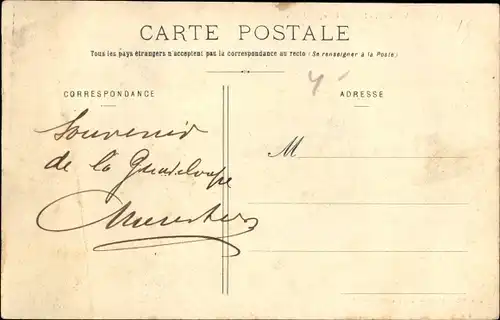 CARTE POSTALE
Tous les pays étrangers n'acceptent pas la correspondance au recto (Se renseigner à la Poste)
CORRESPONDANCE
ADRESSE
Souvenir
de la Guadeloupe
M